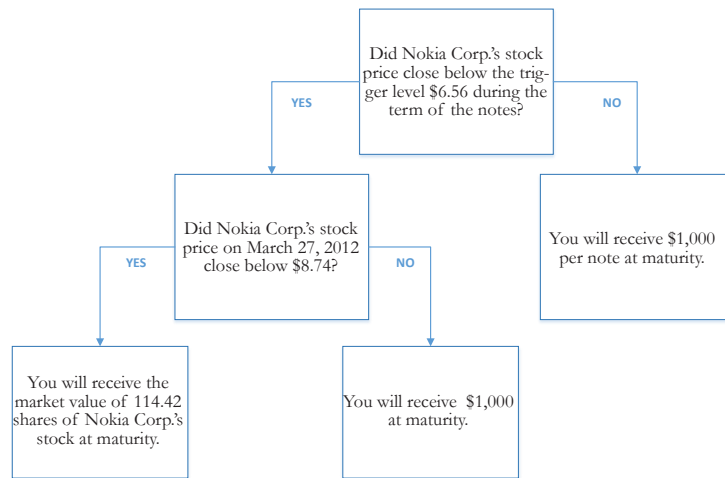 Did Nokia Corp.'s stock
price close below the trig-
ger level $6.56 during the
term of the notes?
YES
NO
Did Nokia Corp.'s stock
price on March 27, 2012
close below $8.74?
You will receive $1,000
per note at maturity.
YES
NO
You will receive the
market value of 114.42
shares of Nokia Corp.'s
stock at maturity.
You will receive $1,000
at maturity.